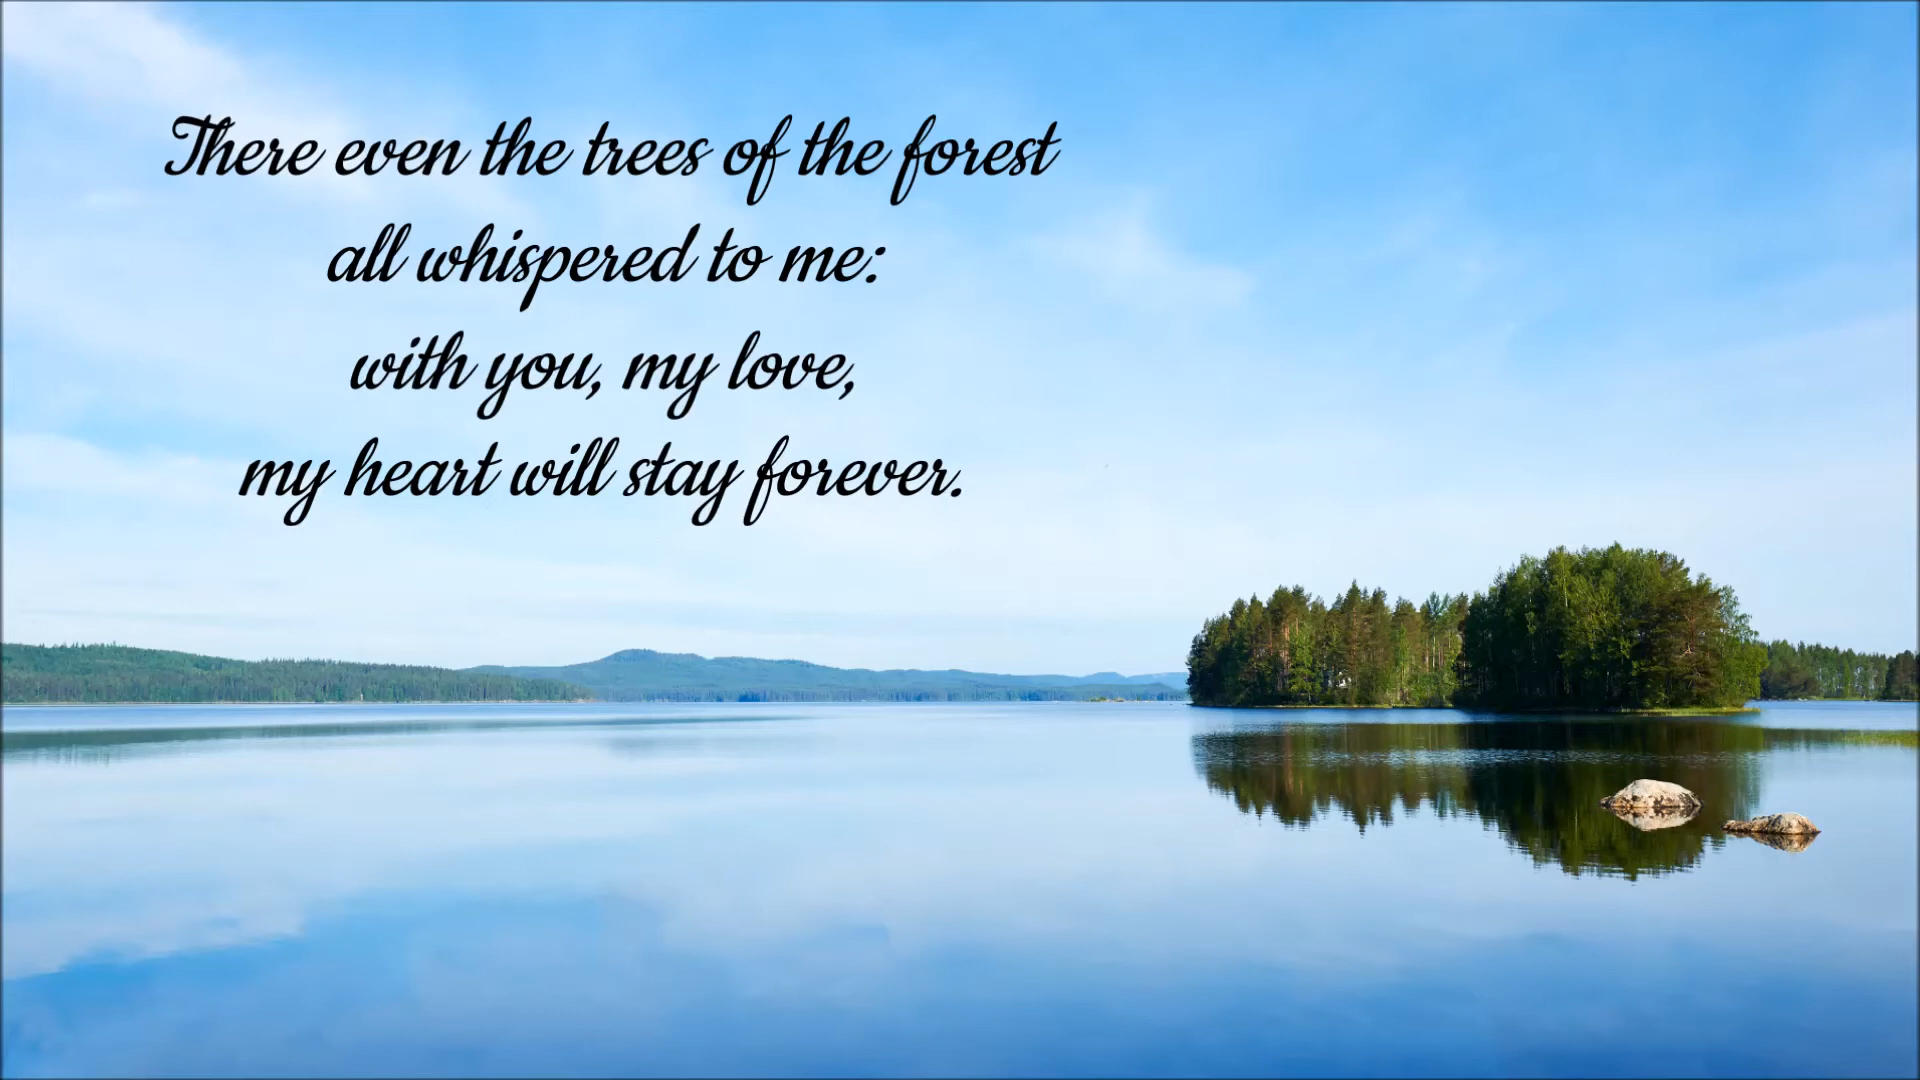 There even the trees of the forest
all whispered to me:
with you, my love,
my heart will stay forever.